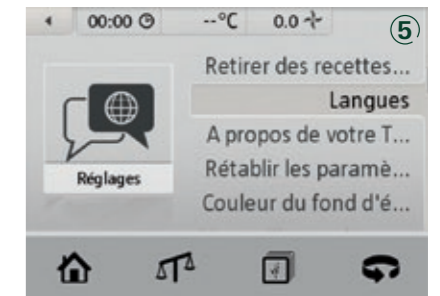 00:00 --°C 0.0
5
Retirer des recettes...
Langues
A propos de votre T...
Réglages
Rétablir les paramè...
Couleur du fond d'é...